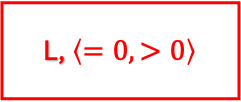 L, ⟨= 0, > 0⟩